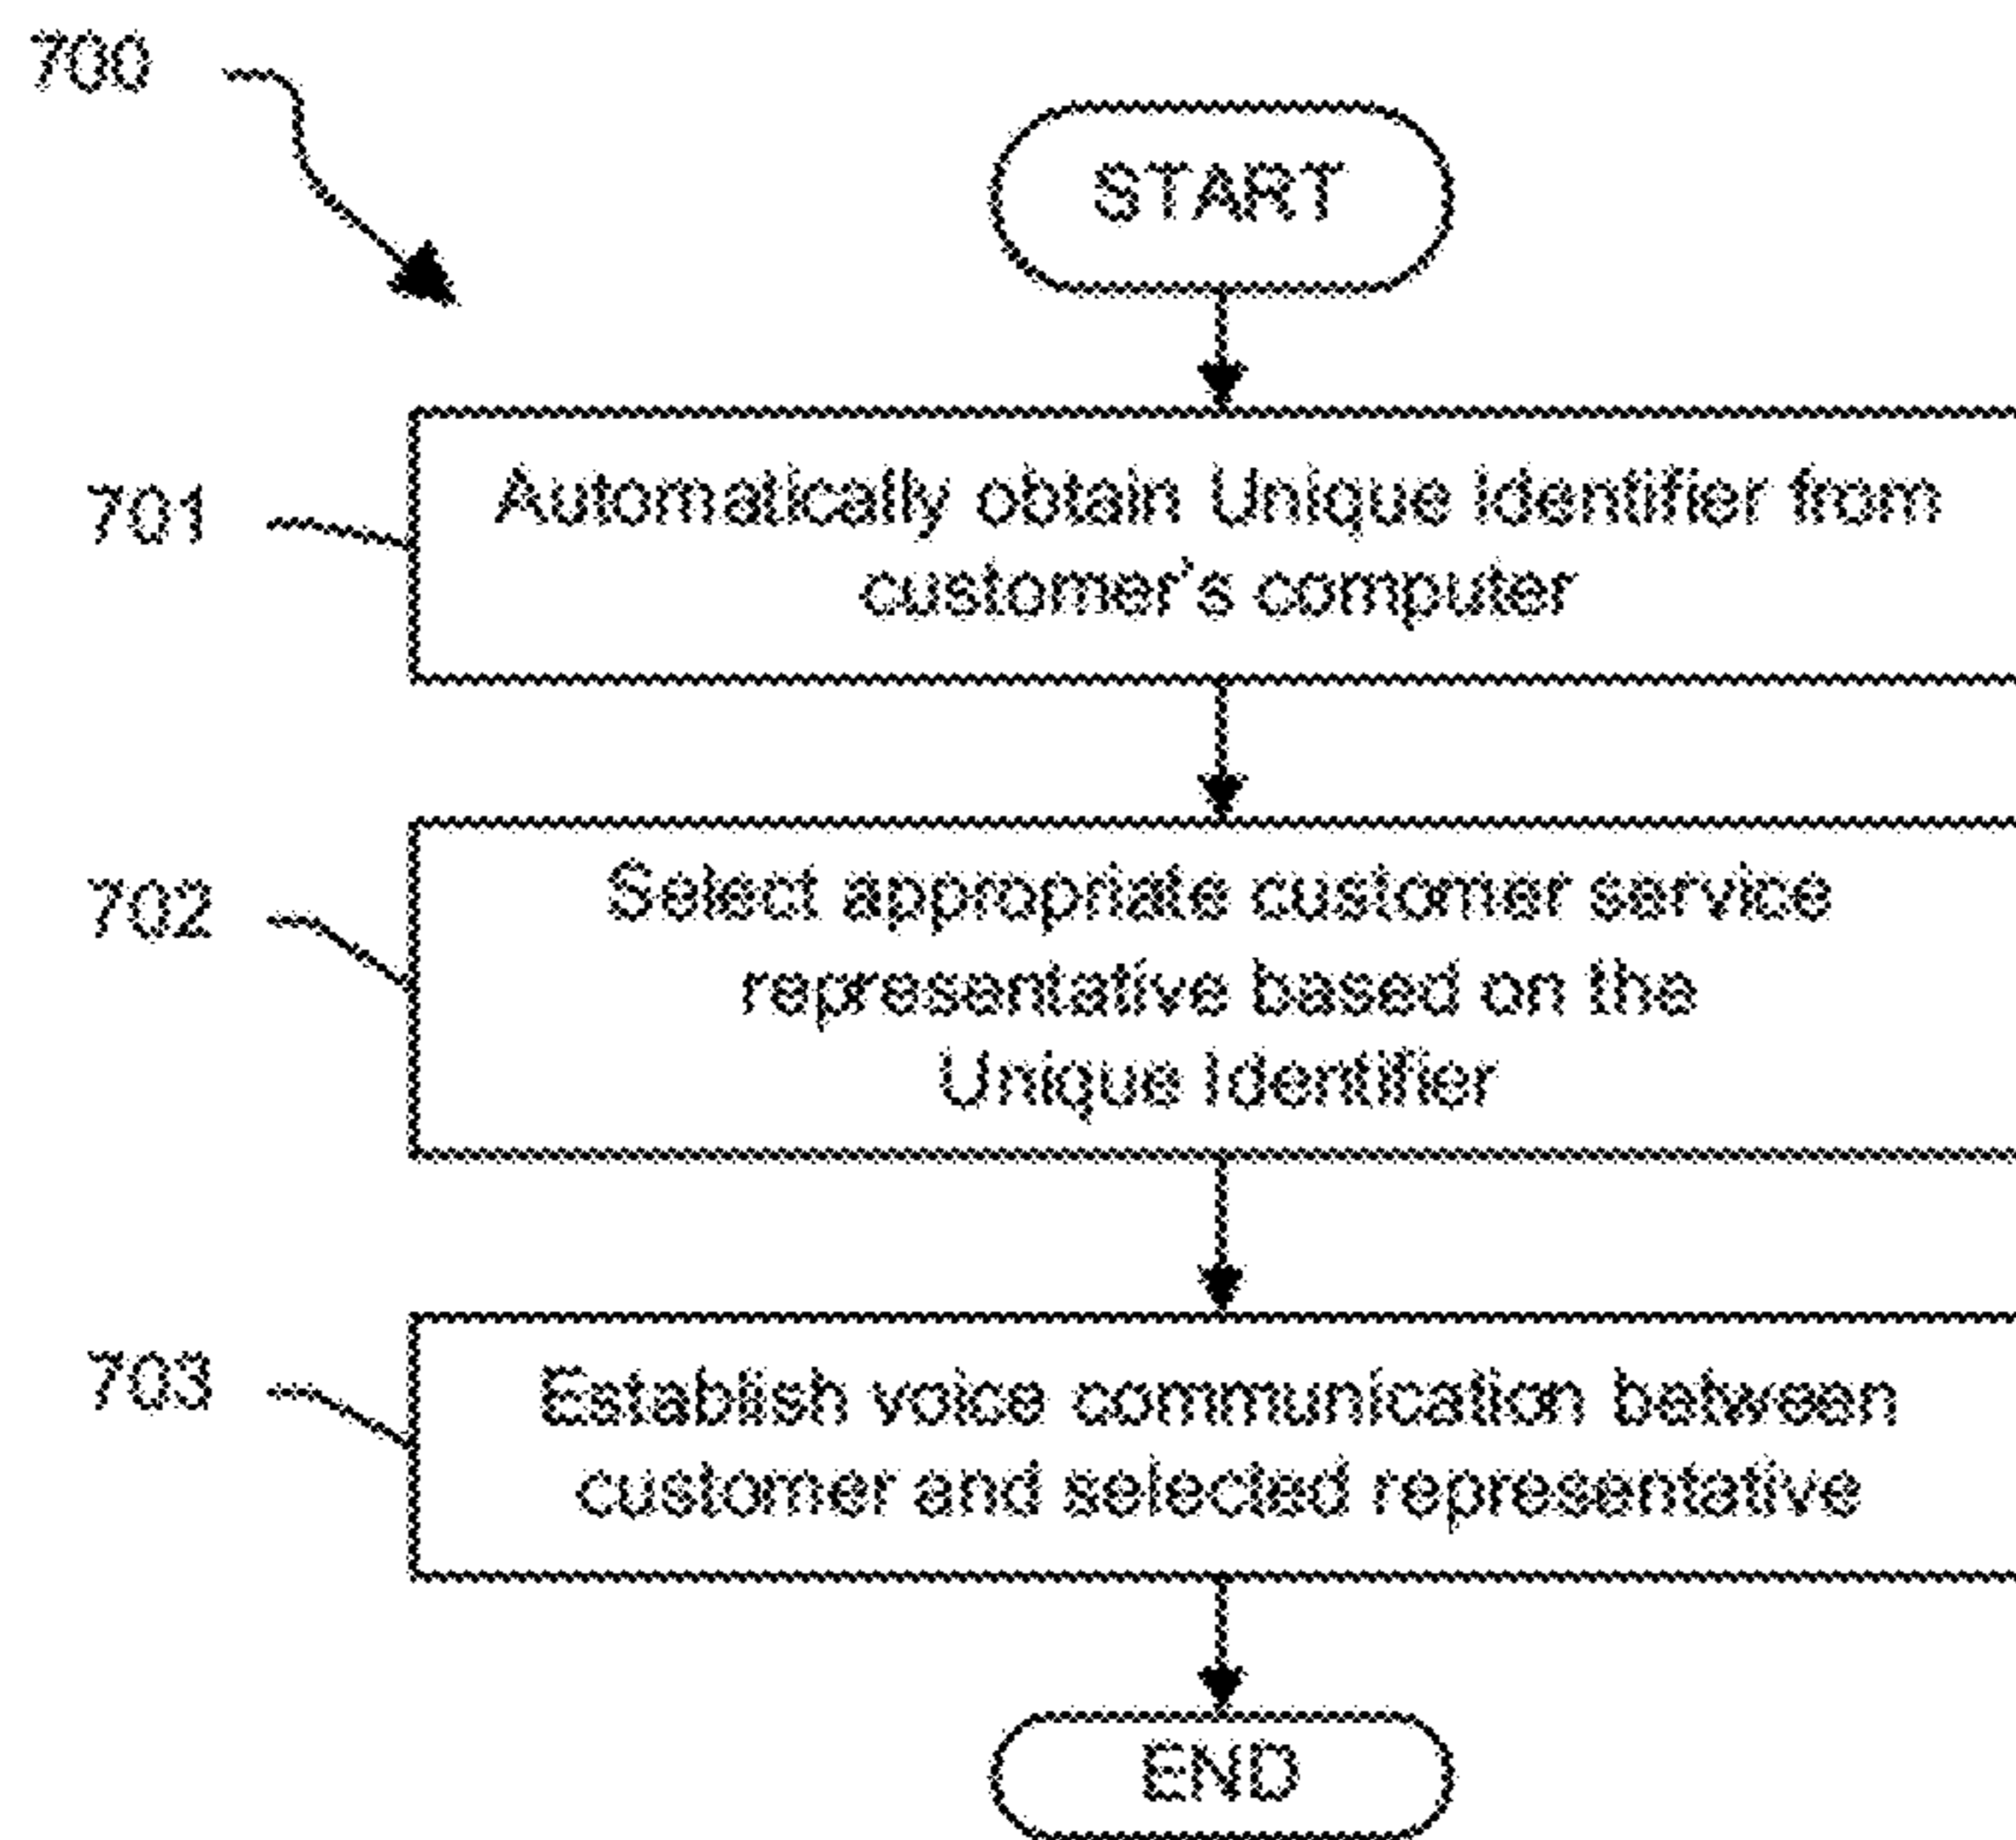 700
START
701
Automatically obtain Unique Identifier from
customer's computer
702
Select appropriate customer service
representative based on the
Unique Identifier
703
Establish voice communication between
customer and selected representative
END